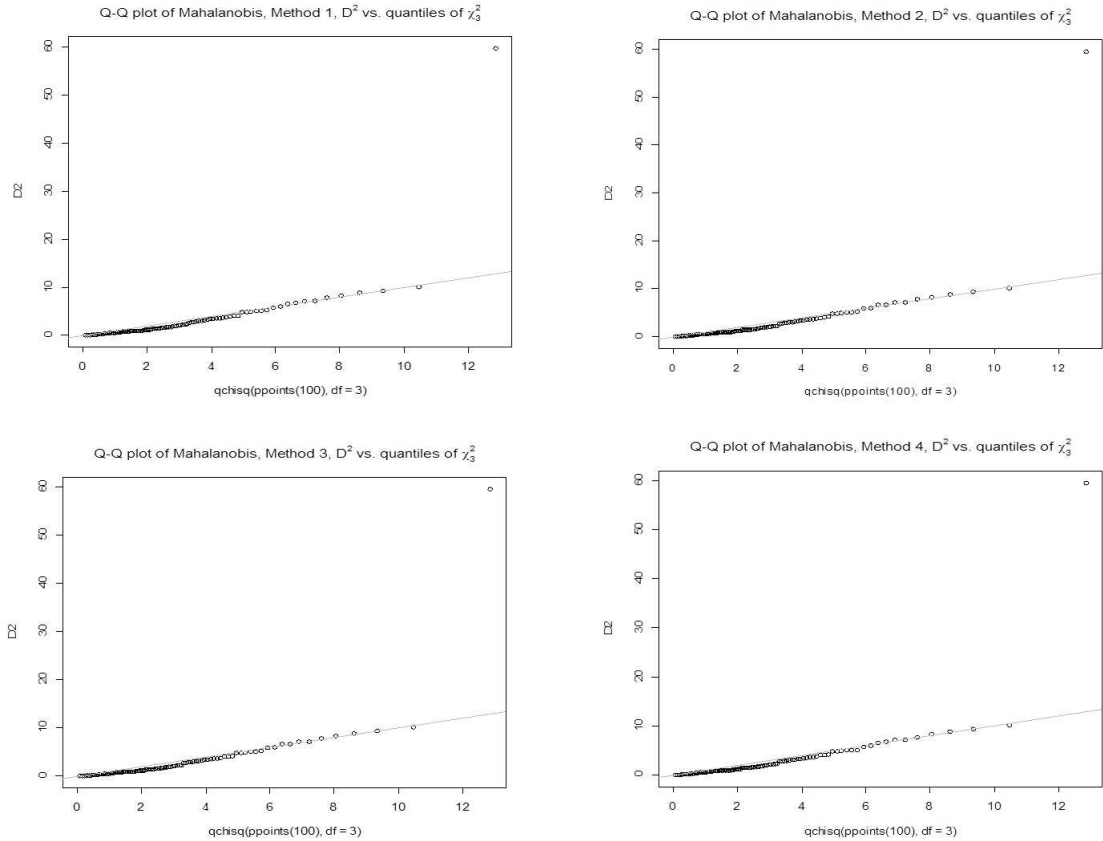 Q-Q plot of Mahalanobis, Method 1, D² vs. quantiles of χ₃²
60
50
40
30
20
10
0
D2
0 2 4 6 8 10 12
qchisq(ppoints(100), df = 3)
Q-Q plot of Mahalanobis, Method 2, D² vs. quantiles of χ₃²
60
50
40
30
20
10
0
D2
0 2 4 6 8 10 12
qchisq(ppoints(100), df = 3)
Q-Q plot of Mahalanobis, Method 3, D² vs. quantiles of χ₃²
60
50
40
30
20
10
0
D2
0 2 4 6 8 10 12
qchisq(ppoints(100), df = 3)
Q-Q plot of Mahalanobis, Method 4, D² vs. quantiles of χ₃²
60
50
40
30
20
10
0
D2
0 2 4 6 8 10 12
qchisq(ppoints(100), df = 3)